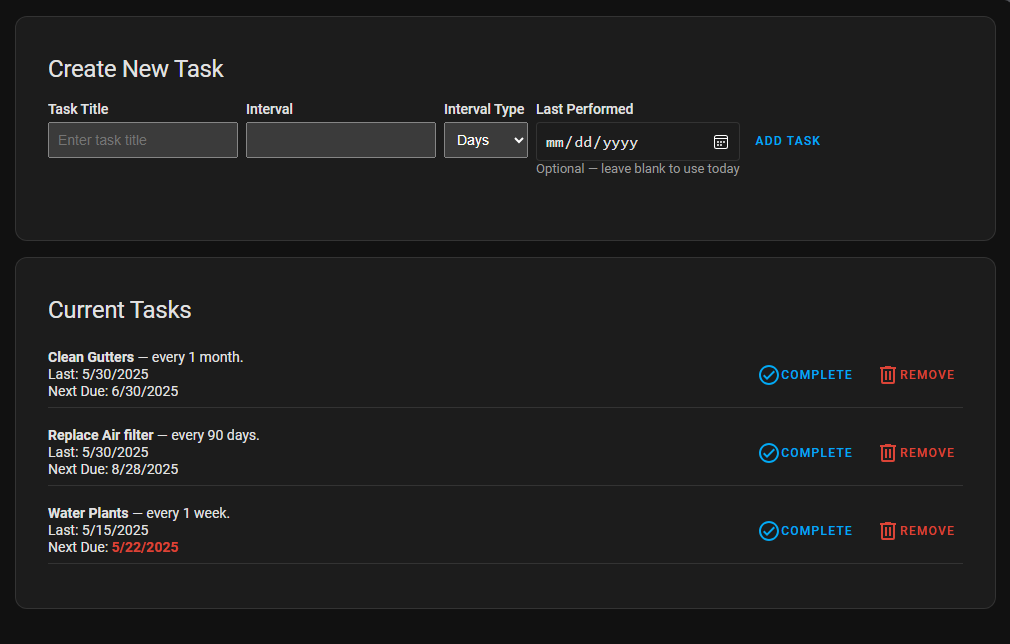 Create New Task
Task Title Interval Interval Type Last Performed
Enter task title Days mm/dd/yyyy ADD TASK
Optional — leave blank to use today
Current Tasks
Clean Gutters — every 1 month.
Last: 5/30/2025
Next Due: 6/30/2025
COMPLETE REMOVE
Replace Air filter — every 90 days.
Last: 5/30/2025
Next Due: 8/28/2025
COMPLETE REMOVE
Water Plants — every 1 week.
Last: 5/15/2025
Next Due: 5/22/2025
COMPLETE REMOVE